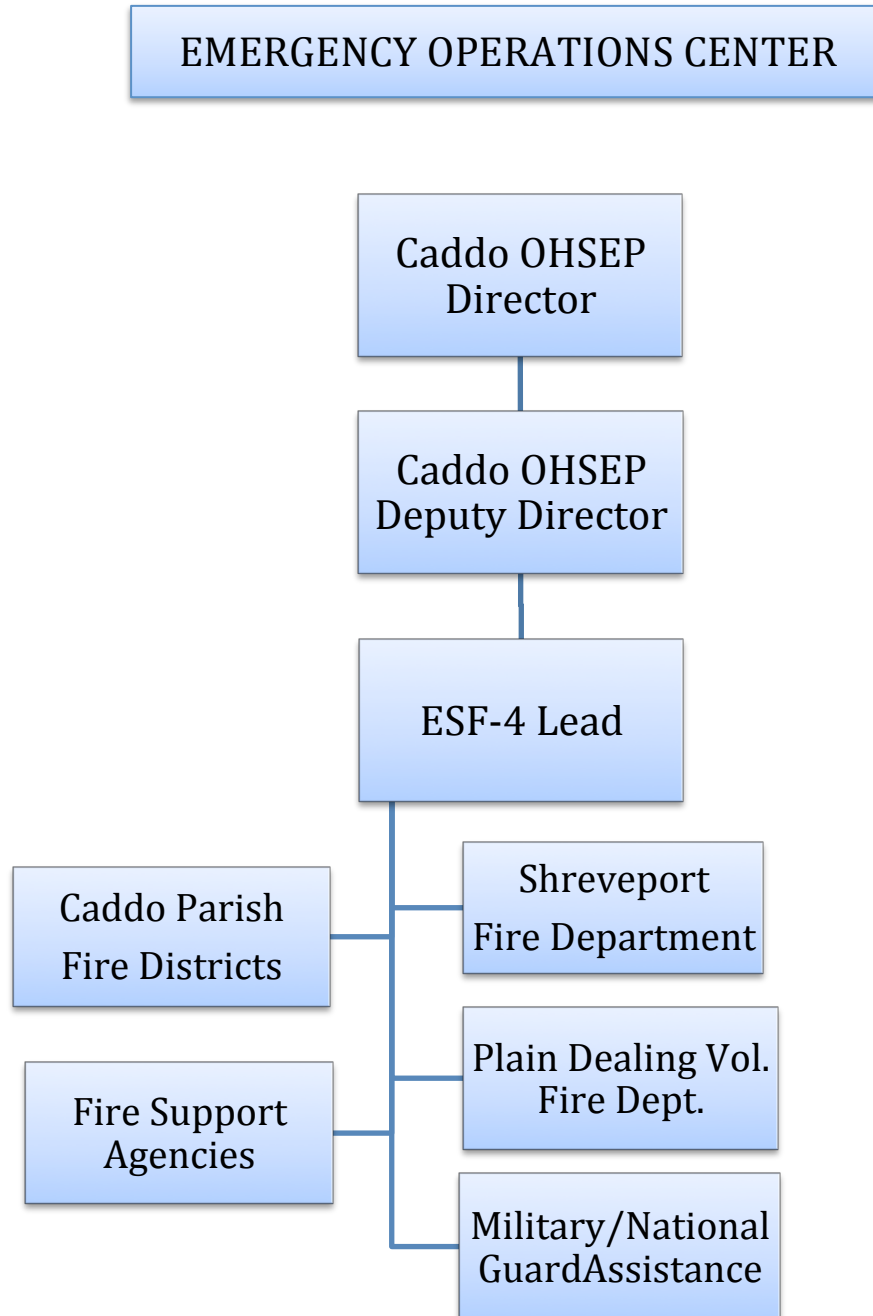 EMERGENCY OPERATIONS CENTER
Caddo OHSEP
Director
Caddo OHSEP
Deputy Director
ESF-4 Lead
Caddo Parish
Fire Districts
Shreveport
Fire Department
Fire Support
Agencies
Plain Dealing Vol.
Fire Dept.
Military/National
GuardAssistance